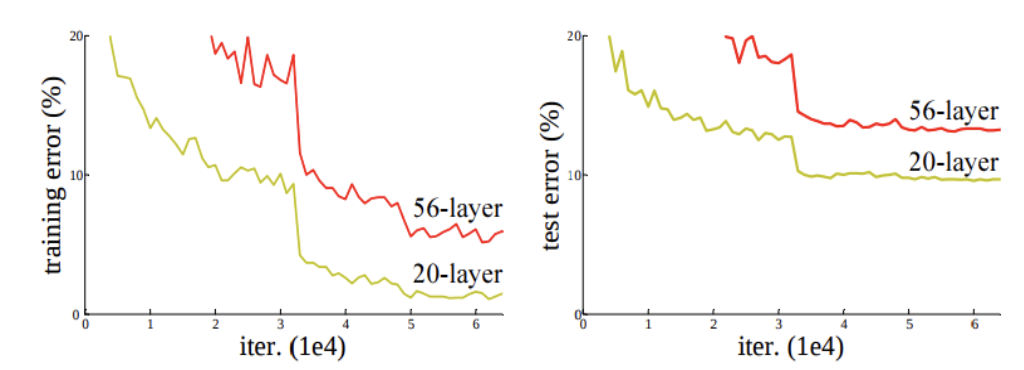 training error (%)
20
10
0
56-layer
20-layer
0 1 2 3 4 5 6
iter. (1e4)
test error (%)
20
10
0
56-layer
20-layer
0 1 2 3 4 5 6
iter. (1e4)